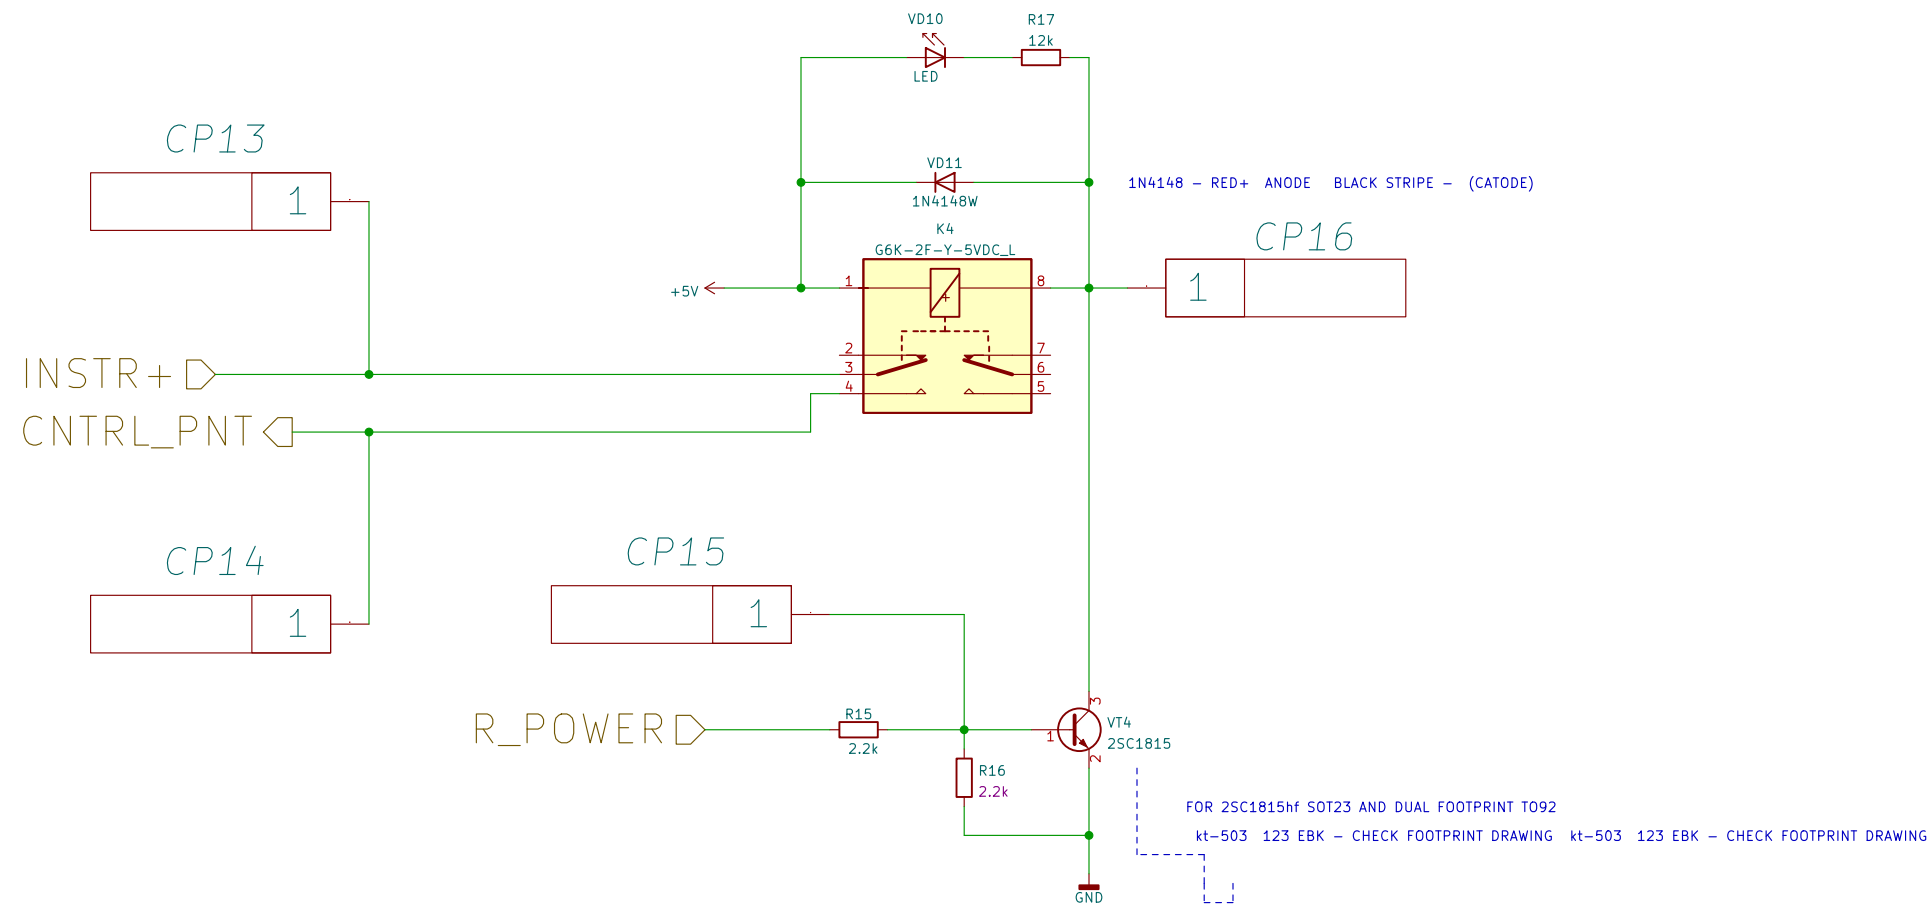 VD10
R17
12k
LED
CP13
1
VD11
1N4148W
1N4148 - RED+ ANODE BLACK STRIPE - (CATODE)
K4
G6K-2F-Y-5VDC_L
CP16
1
+5V
1
8
+
2
7
3
6
4
5
INSTR+
CNTRL_PNT
CP14
1
CP15
1
R_POWER
R15
2.2k
R16
2.2k
1
3
2
VT4
2SC1815
FOR 2SC1815hf SOT23 AND DUAL FOOTPRINT TO92
kt-503 123 EBK - CHECK FOOTPRINT DRAWING kt-503 123 EBK - CHECK FOOTPRINT DRAWING
GND